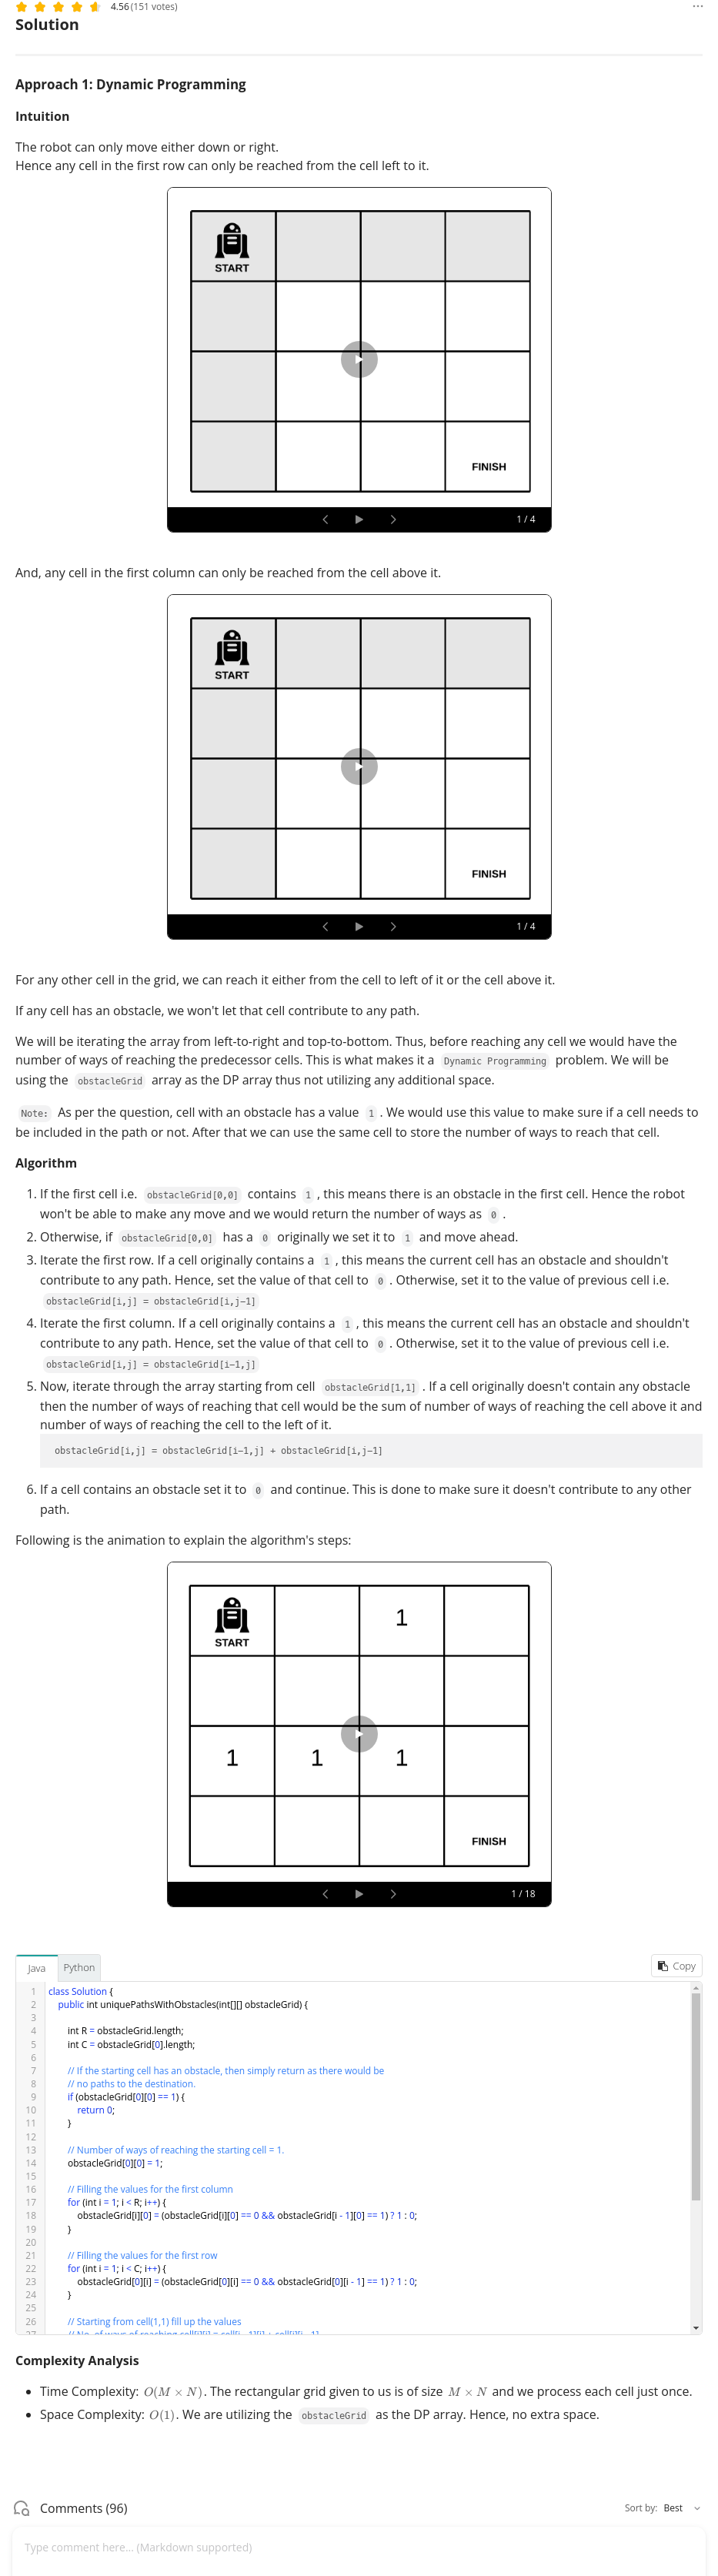 4.56 (151 votes)
Solution
Approach 1: Dynamic Programming
Intuition
The robot can only move either down or right.
Hence any cell in the first row can only be reached from the cell left to it.
START
FINISH
1 / 4
And, any cell in the first column can only be reached from the cell above it.
START
FINISH
1 / 4
For any other cell in the grid, we can reach it either from the cell to left of it or the cell above it.
If any cell has an obstacle, we won't let that cell contribute to any path.
We will be iterating the array from left-to-right and top-to-bottom. Thus, before reaching any cell we would have the
number of ways of reaching the predecessor cells. This is what makes it a Dynamic Programming problem. We will be
using the obstacleGrid array as the DP array thus not utilizing any additional space.
Note: As per the question, cell with an obstacle has a value 1. We would use this value to make sure if a cell needs to
be included in the path or not. After that we can use the same cell to store the number of ways to reach that cell.
Algorithm
1. If the first cell i.e. obstacleGrid[0,0] contains 1, this means there is an obstacle in the first cell. Hence the robot
won't be able to make any move and we would return the number of ways as 0.
2. Otherwise, if obstacleGrid[0,0] has a 0 originally we set it to 1 and move ahead.
3. Iterate the first row. If a cell originally contains a 1, this means the current cell has an obstacle and shouldn't
contribute to any path. Hence, set the value of that cell to 0. Otherwise, set it to the value of previous cell i.e.
obstacleGrid[i,j] = obstacleGrid[i,j-1]
4. Iterate the first column. If a cell originally contains a 1, this means the current cell has an obstacle and shouldn't
contribute to any path. Hence, set the value of that cell to 0. Otherwise, set it to the value of previous cell i.e.
obstacleGrid[i,j] = obstacleGrid[i-1,j]
5. Now, iterate through the array starting from cell obstacleGrid[1,1]. If a cell originally doesn't contain any obstacle
then the number of ways of reaching that cell would be the sum of number of ways of reaching the cell above it and
number of ways of reaching the cell to the left of it.
obstacleGrid[i,j] = obstacleGrid[i-1,j] + obstacleGrid[i,j-1]
6. If a cell contains an obstacle set it to 0 and continue. This is done to make sure it doesn't contribute to any other
path.
Following is the animation to explain the algorithm's steps:
START
1
1 1 1
FINISH
1 / 18
Java Python Copy
1 class Solution {
2 public int uniquePathsWithObstacles(int[][] obstacleGrid) {
3
4 int R = obstacleGrid.length;
5 int C = obstacleGrid[0].length;
6
7 // If the starting cell has an obstacle, then simply return as there would be
8 // no paths to the destination.
9 if (obstacleGrid[0][0] == 1) {
10 return 0;
11 }
12
13 // Number of ways of reaching the starting cell = 1.
14 obstacleGrid[0][0] = 1;
15
16 // Filling the values for the first column
17 for (int i = 1; i < R; i++) {
18 obstacleGrid[i][0] = (obstacleGrid[i][0] == 0 && obstacleGrid[i - 1][0] == 1) ? 1 : 0;
19 }
20
21 // Filling the values for the first row
22 for (int i = 1; i < C; i++) {
23 obstacleGrid[0][i] = (obstacleGrid[0][i] == 0 && obstacleGrid[0][i - 1] == 1) ? 1 : 0;
24 }
25
26 // Starting from cell(1,1) fill up the values
Complexity Analysis
• Time Complexity: O(M × N). The rectangular grid given to us is of size M × N and we process each cell just once.
• Space Complexity: O(1). We are utilizing the obstacleGrid as the DP array. Hence, no extra space.
Comments (96)
Sort by: Best
Type comment here... (Markdown supported)